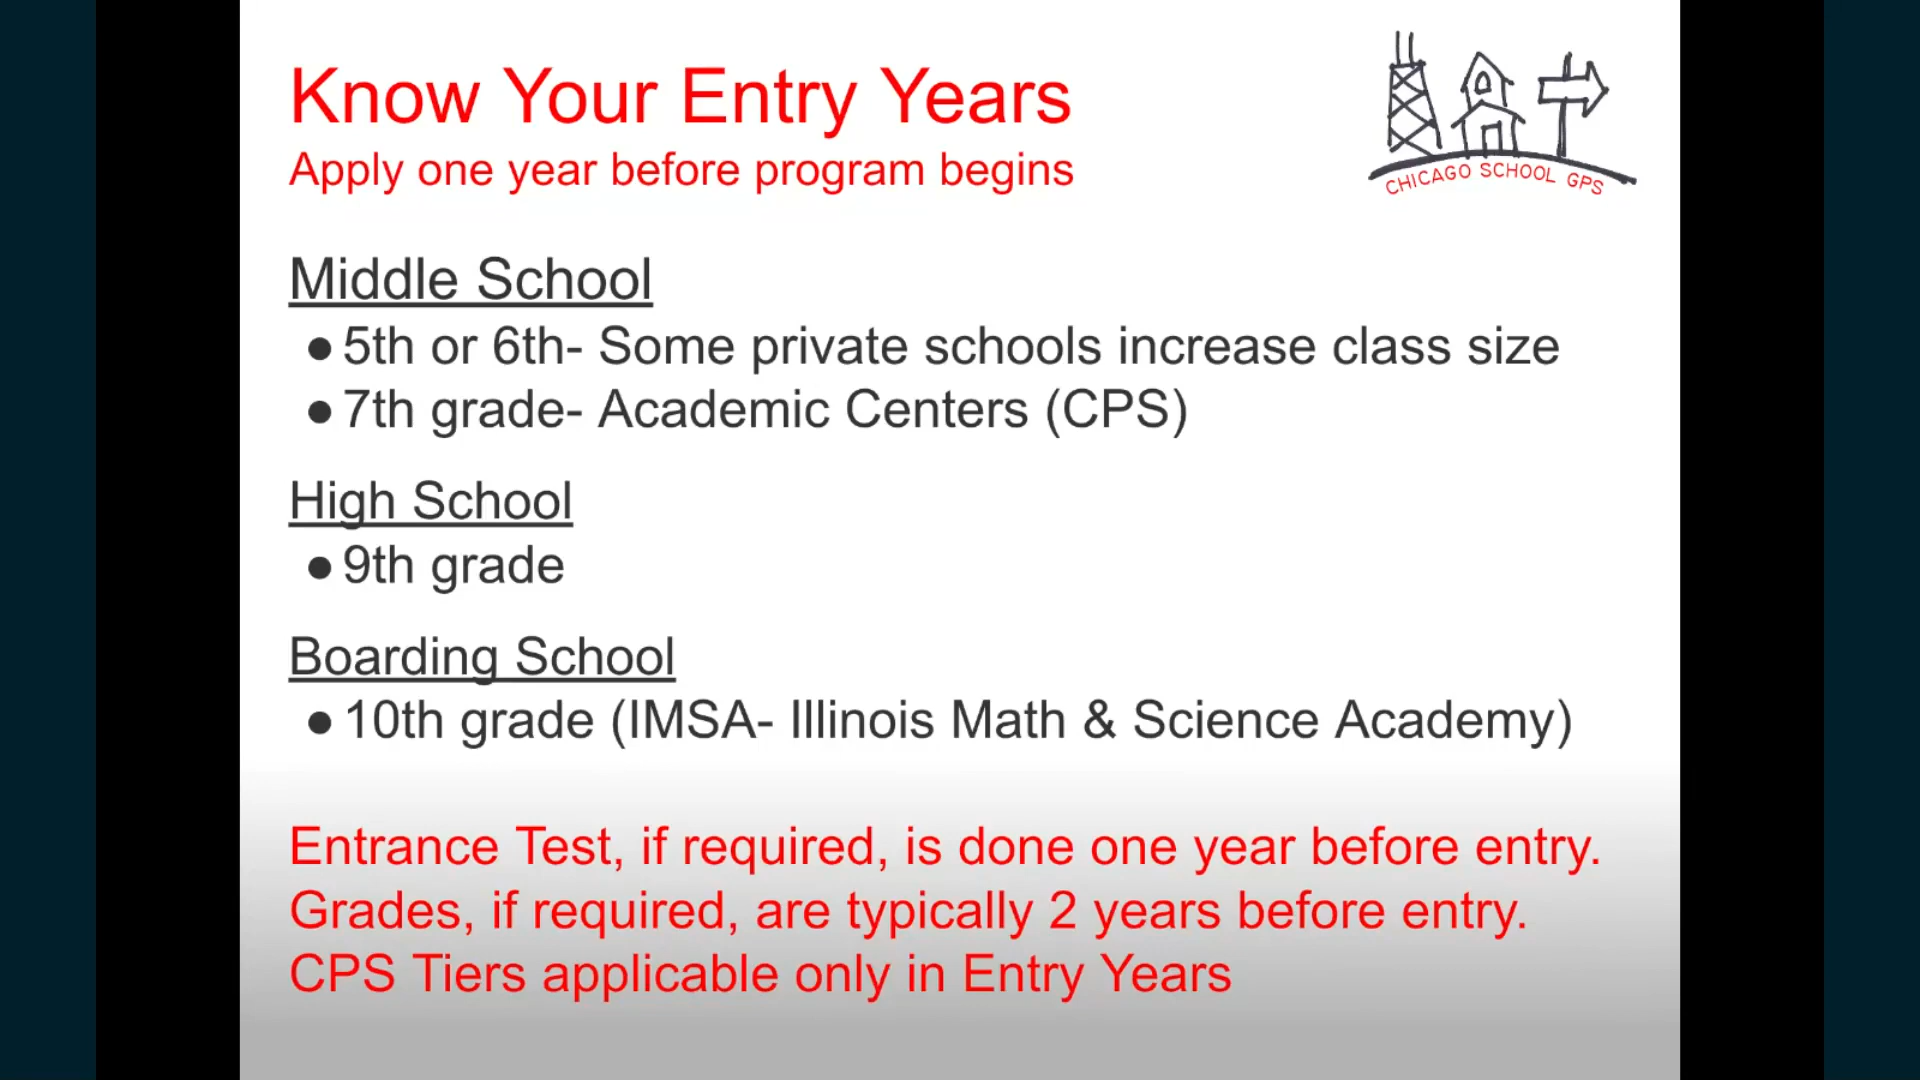 Know Your Entry Years
Apply one year before program begins
CHICAGO SCHOOL GPS
Middle School
●5th or 6th- Some private schools increase class size
●7th grade- Academic Centers (CPS)
High School
●9th grade
Boarding School
●10th grade (IMSA- Illinois Math & Science Academy)
Entrance Test, if required, is done one year before entry.
Grades, if required, are typically 2 years before entry.
CPS Tiers applicable only in Entry Years